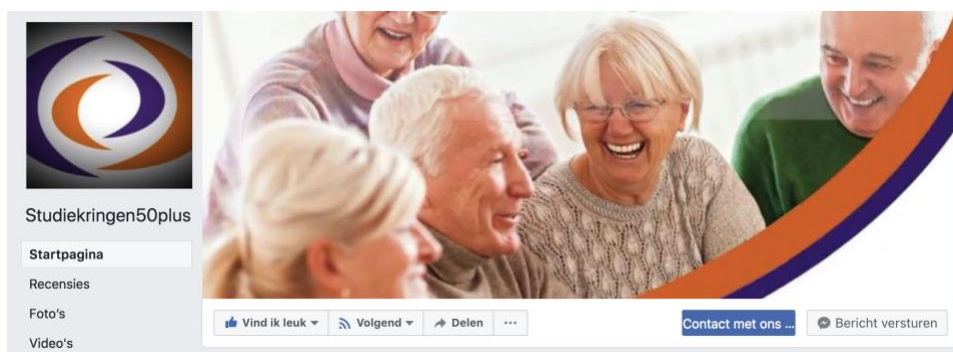 Studiekringen50plus
Startpagina
Recensies
Foto's
Video's
Vind ik leuk
Volgend
Delen
Contact met ons ...
Bericht versturen